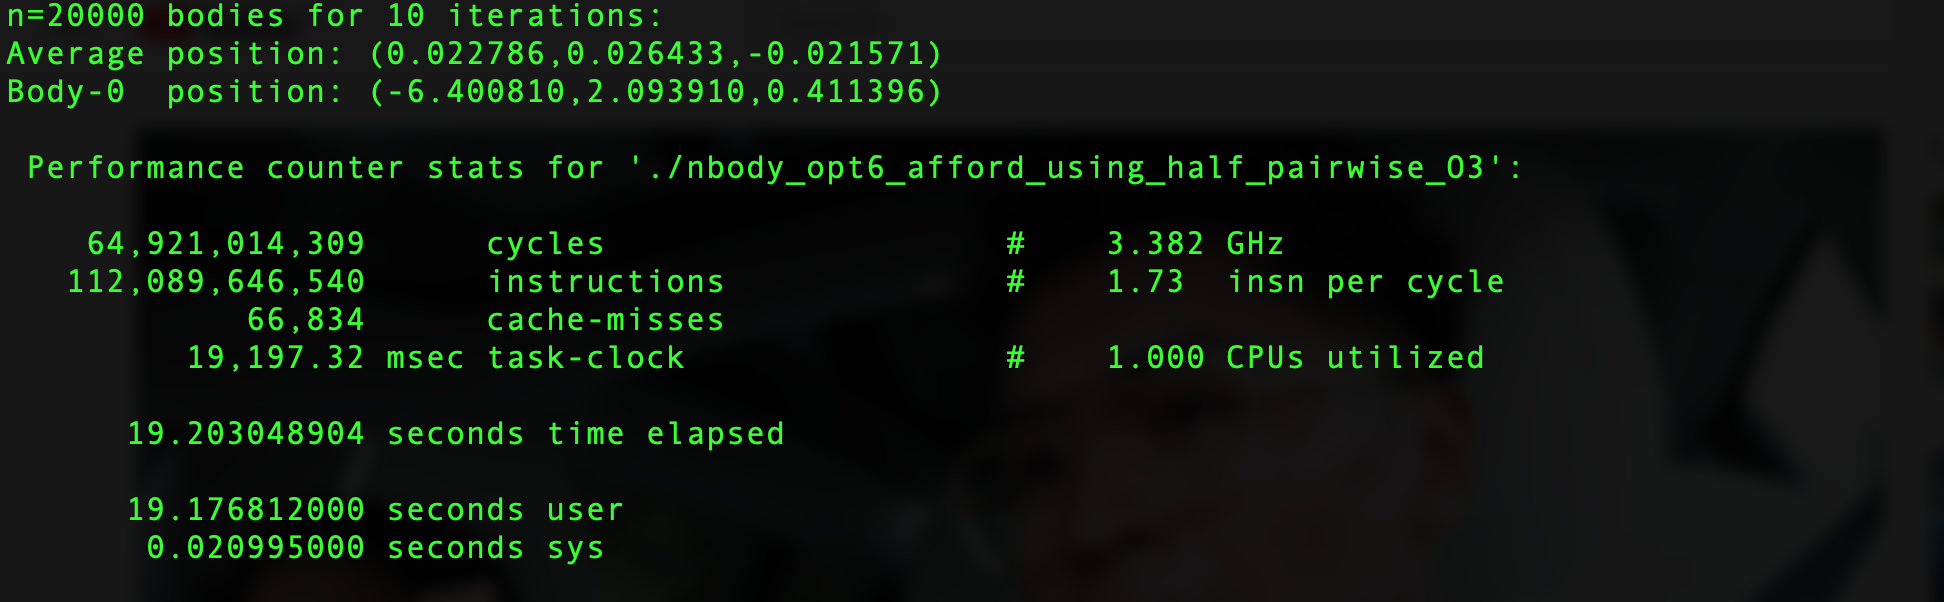 n=20000 bodies for 10 iterations:
Average position: (0.022786,0.026433,-0.021571)
Body-0  position: (-6.400810,2.093910,0.411396)
Performance counter stats for './nbody_opt6_afford_using_half_pairwise_O3':
64,921,014,309      cycles                    #    3.382 GHz
112,089,646,540      instructions              #    1.73  insn per cycle
66,834      cache-misses
19,197.32 msec task-clock                #    1.000 CPUs utilized
19.203048904 seconds time elapsed
19.176812000 seconds user
0.020995000 seconds sys